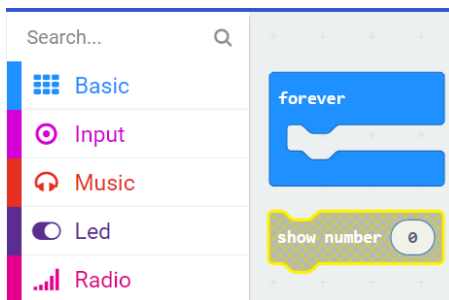 Search...
Basic
Input
Music
Led
Radio
forever
show number 0